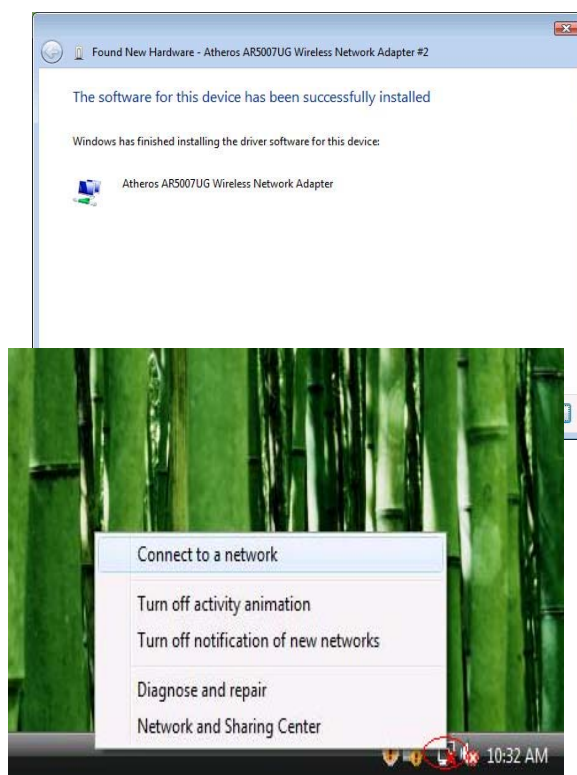 Found New Hardware - Atheros AR5007UG Wireless Network Adapter #2
The software for this device has been successfully installed
Windows has finished installing the driver software for this device:
Atheros AR5007UG Wireless Network Adapter
Connect to a network
Turn off activity animation
Turn off notification of new networks
Diagnose and repair
Network and Sharing Center
10:32 AM